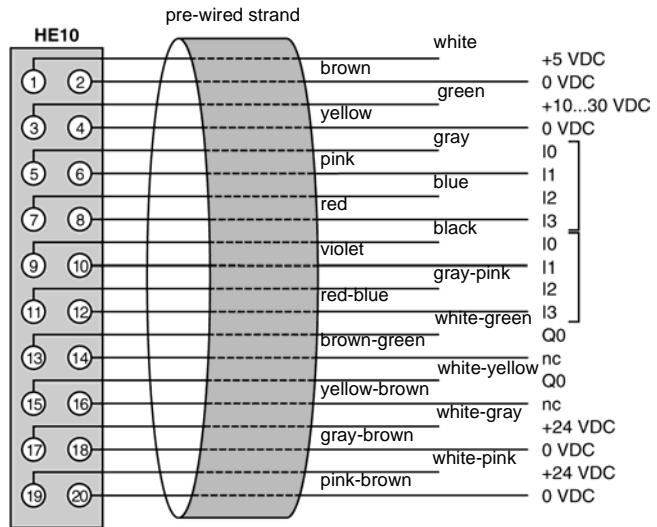 pre-wired strand
HE10
white
+5 VDC
1 2 brown 0 VDC
green
+10...30 VDC
3 4 yellow 0 VDC
gray
I0
5 6 pink I1
blue
I2
7 8 red I3
black
I0
9 10 violet I1
gray-pink
I2
11 12 red-blue I3
white-green
Q0
13 14 brown-green nc
white-yellow
Q0
15 16 yellow-brown nc
white-gray
+24 VDC
17 18 gray-brown 0 VDC
white-pink
+24 VDC
19 20 pink-brown 0 VDC